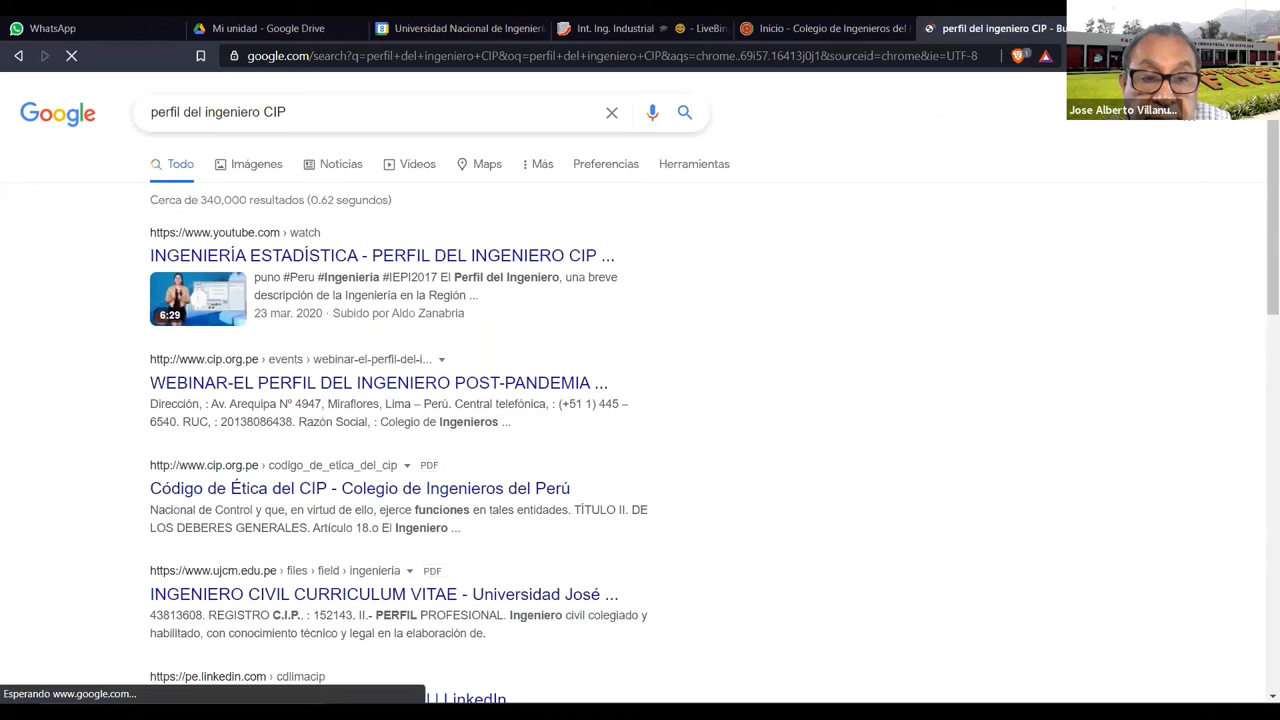 WhatsApp
Mi unidad - Google Drive
Universidad Nacional de Ingenierí
Int. Ing. Industrial
- LiveBin
Inicio - Colegio de Ingenieros del
perfil del ingeniero CIP - Bu
google.com/search?q=perfil+del+ingeniero+CIP&oq=perfil+del+ingeniero+CIP&aqs=chrome..69i57.16413j0j1&sourceid=chrome&ie=UTF-8
1
Jose Alberto Villanu...
Google
perfil del ingeniero CIP
Todo
Imágenes
Noticias
Vídeos
Maps
Más
Preferencias
Herramientas
Cerca de 340,000 resultados (0.62 segundos)
https://www.youtube.com › watch
INGENIERÍA ESTADÍSTICA - PERFIL DEL INGENIERO CIP ...
puno #Peru #Ingenieria #IEPI2017 El Perfil del Ingeniero, una breve
descripción de la Ingeniería en la Región ...
6:29
23 mar. 2020 · Subido por Aldo Zanabria
http://www.cip.org.pe › events › webinar-el-perfil-del-i...
WEBINAR-EL PERFIL DEL INGENIERO POST-PANDEMIA ...
Dirección, : Av. Arequipa Nº 4947, Miraflores, Lima – Perú. Central telefónica, : (+51 1) 445 –
6540. RUC, : 20138086438. Razón Social, : Colegio de Ingenieros ...
http://www.cip.org.pe › codigo_de_etica_del_cip
PDF
Código de Ética del CIP - Colegio de Ingenieros del Perú
Nacional de Control y que, en virtud de ello, ejerce funciones en tales entidades. TÍTULO II. DE
LOS DEBERES GENERALES. Artículo 18.o El Ingeniero ...
https://www.ujcm.edu.pe › files › field › ingenieria
PDF
INGENIERO CIVIL CURRICULUM VITAE - Universidad José ...
43813608. REGISTRO C.I.P.. : 152143. II.- PERFIL PROFESIONAL. Ingeniero civil colegiado y
habilitado, con conocimiento técnico y legal en la elaboración de.
https://pe.linkedin.com › cdlimacip
Esperando www.google.com...
| LinkedIn